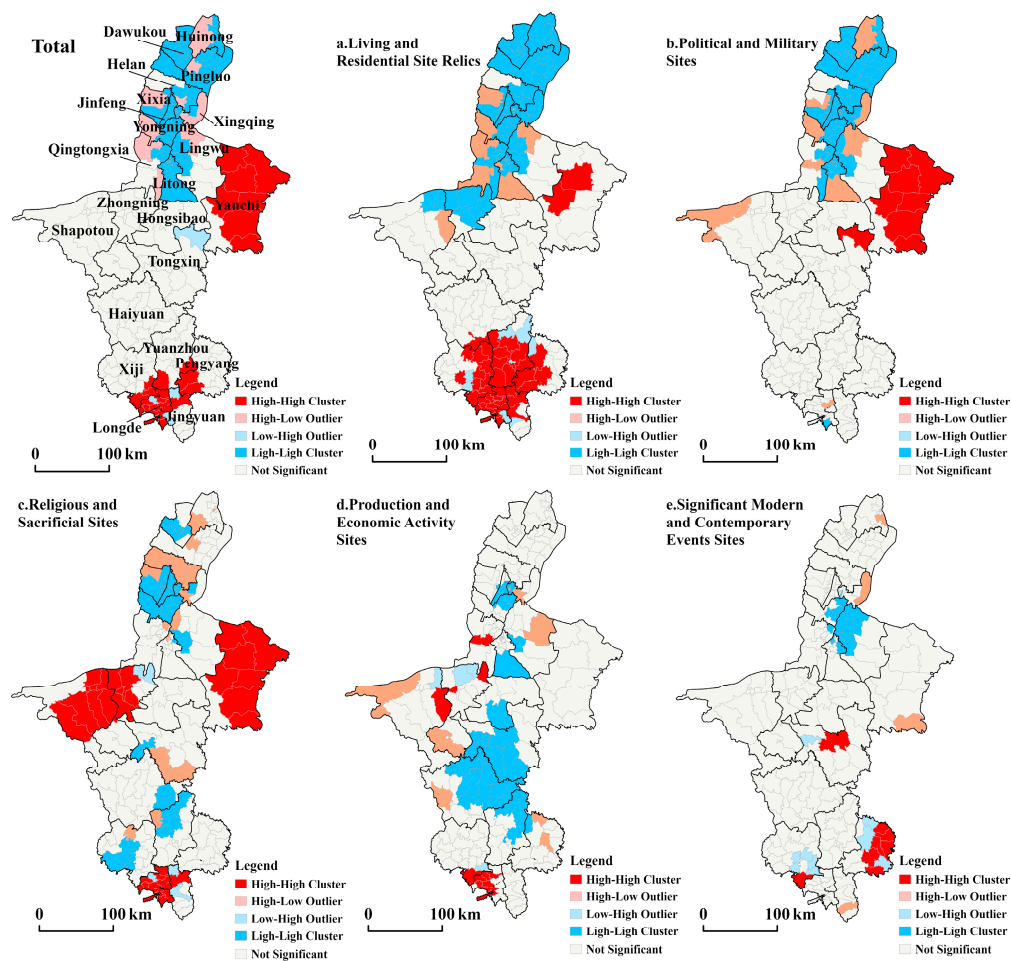 Total
Dawukou
Huinong
Helan
Pingluo
Jinfeng
Xixia
Xingqing
Yongning
Qingtongxia
Lingwu
Litong
Zhongning
Yanchi
Hongsibao
Shapotou
Tongxin
Haiyuan
Yuanzhou
Xiji
Pengyang
Jingyuan
Longde
Legend
High-High Cluster
High-Low Outlier
Low-High Outlier
Ligh-Ligh Cluster
Not Significant
0 100 km
a.Living and
Residential Site Relics
Legend
High-High Cluster
High-Low Outlier
Low-High Outlier
Ligh-Ligh Cluster
Not Significant
0 100 km
b.Political and Military
Sites
Legend
High-High Cluster
High-Low Outlier
Low-High Outlier
Ligh-Ligh Cluster
Not Significant
0 100 km
c.Religious and
Sacrificial Sites
Legend
High-High Cluster
High-Low Outlier
Low-High Outlier
Ligh-Ligh Cluster
Not Significant
0 100 km
d.Production and
Economic Activity
Sites
Legend
High-High Cluster
High-Low Outlier
Low-High Outlier
Ligh-Ligh Cluster
Not Significant
0 100 km
e.Significant Modern
and Contemporary
Events Sites
Legend
High-High Cluster
High-Low Outlier
Low-High Outlier
Ligh-Ligh Cluster
Not Significant
0 100 km